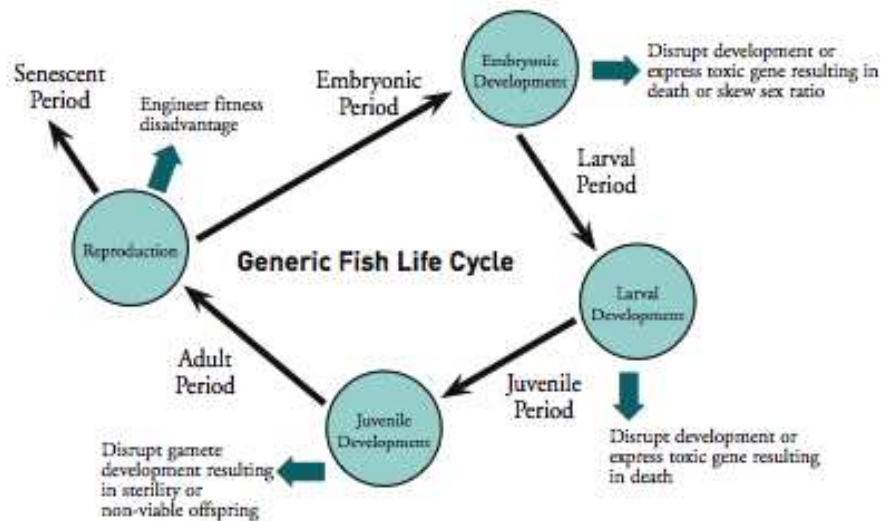 Senescent
Period
Engineer fitness
disadvantage
Embryonic
Period
Embryonic
Development
Disrupt development or
express toxic gene resulting in
death or skew sex ratio
Larval
Period
Reproduction
Generic Fish Life Cycle
Larval
Development
Adult
Period
Juvenile
Period
Juvenile
Development
Disrupt gamete
development resulting
in sterility or
non-viable offspring
Disrupt development or
express toxic gene resulting
in death